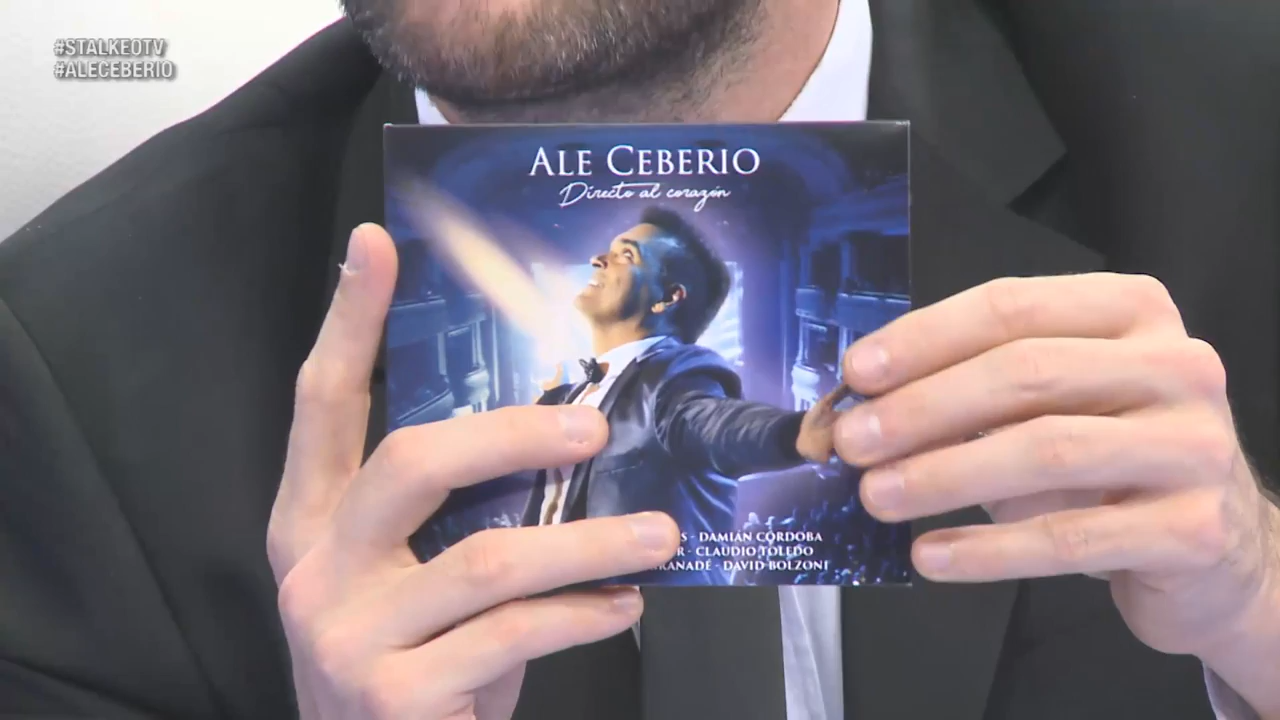 #STALKEOTV
#ALECEBERIO
ALE CEBERIO
Directo al corazón
- DAMIÁN CÓRDOBA
- CLAUDIO TOLEDO
- DAVID BOLZONI